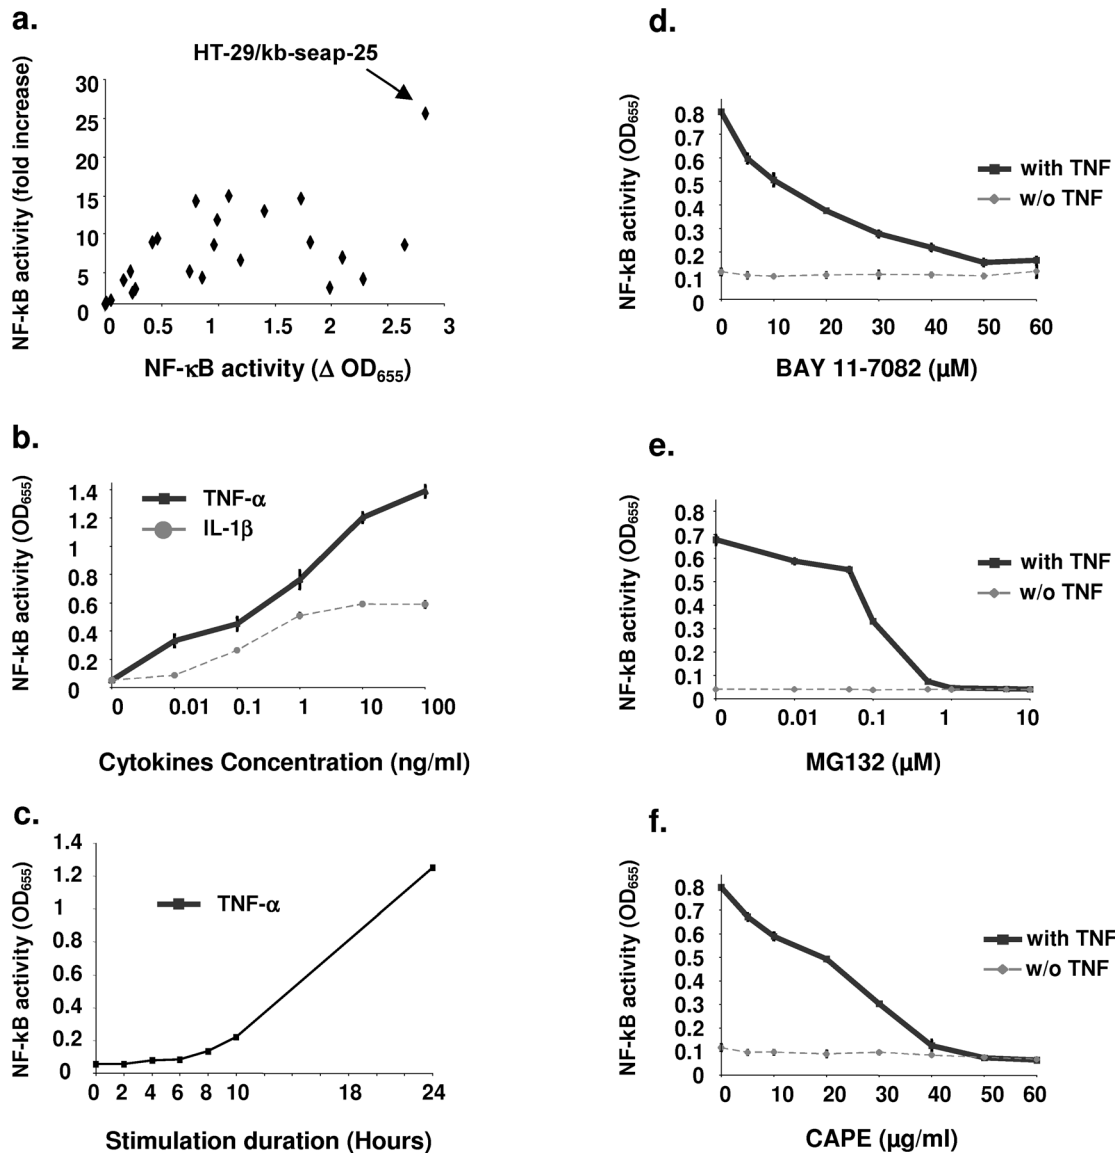 a.
HT-29/kb-seap-25
NF-kB activity (fold increase)
30
25
20
15
10
5
0
0 0.5 1 1.5 2 2.5 3
NF-κB activity (Δ OD₆₅₅)
b.
NF-kB activity (OD₆₅₅)
1.4
1.2
1.0
0.8
0.6
0.4
0.2
0
TNF-α
IL-1β
0 0.01 0.1 1 10 100
Cytokines Concentration (ng/ml)
c.
NF-kB activity (OD₆₅₅)
1.4
1.2
1
0.8
0.6
0.4
0.2
0
TNF-α
0 2 4 6 8 10 18 24
Stimulation duration (Hours)
d.
NF-kB activity (OD₆₅₅)
0.8
0.7
0.6
0.5
0.4
0.3
0.2
0.1
0
with TNF
w/o TNF
0 10 20 30 40 50 60
BAY 11-7082 (µM)
e.
NF-kB activity (OD₆₅₅)
0.8
0.7
0.6
0.5
0.4
0.3
0.2
0.1
0
with TNF
w/o TNF
0 0.01 0.1 1 10
MG132 (µM)
f.
NF-kB activity (OD₆₅₅)
0.8
0.7
0.6
0.5
0.4
0.3
0.2
0.1
0
with TNF
w/o TNF
0 10 20 30 40 50 60
CAPE (µg/ml)